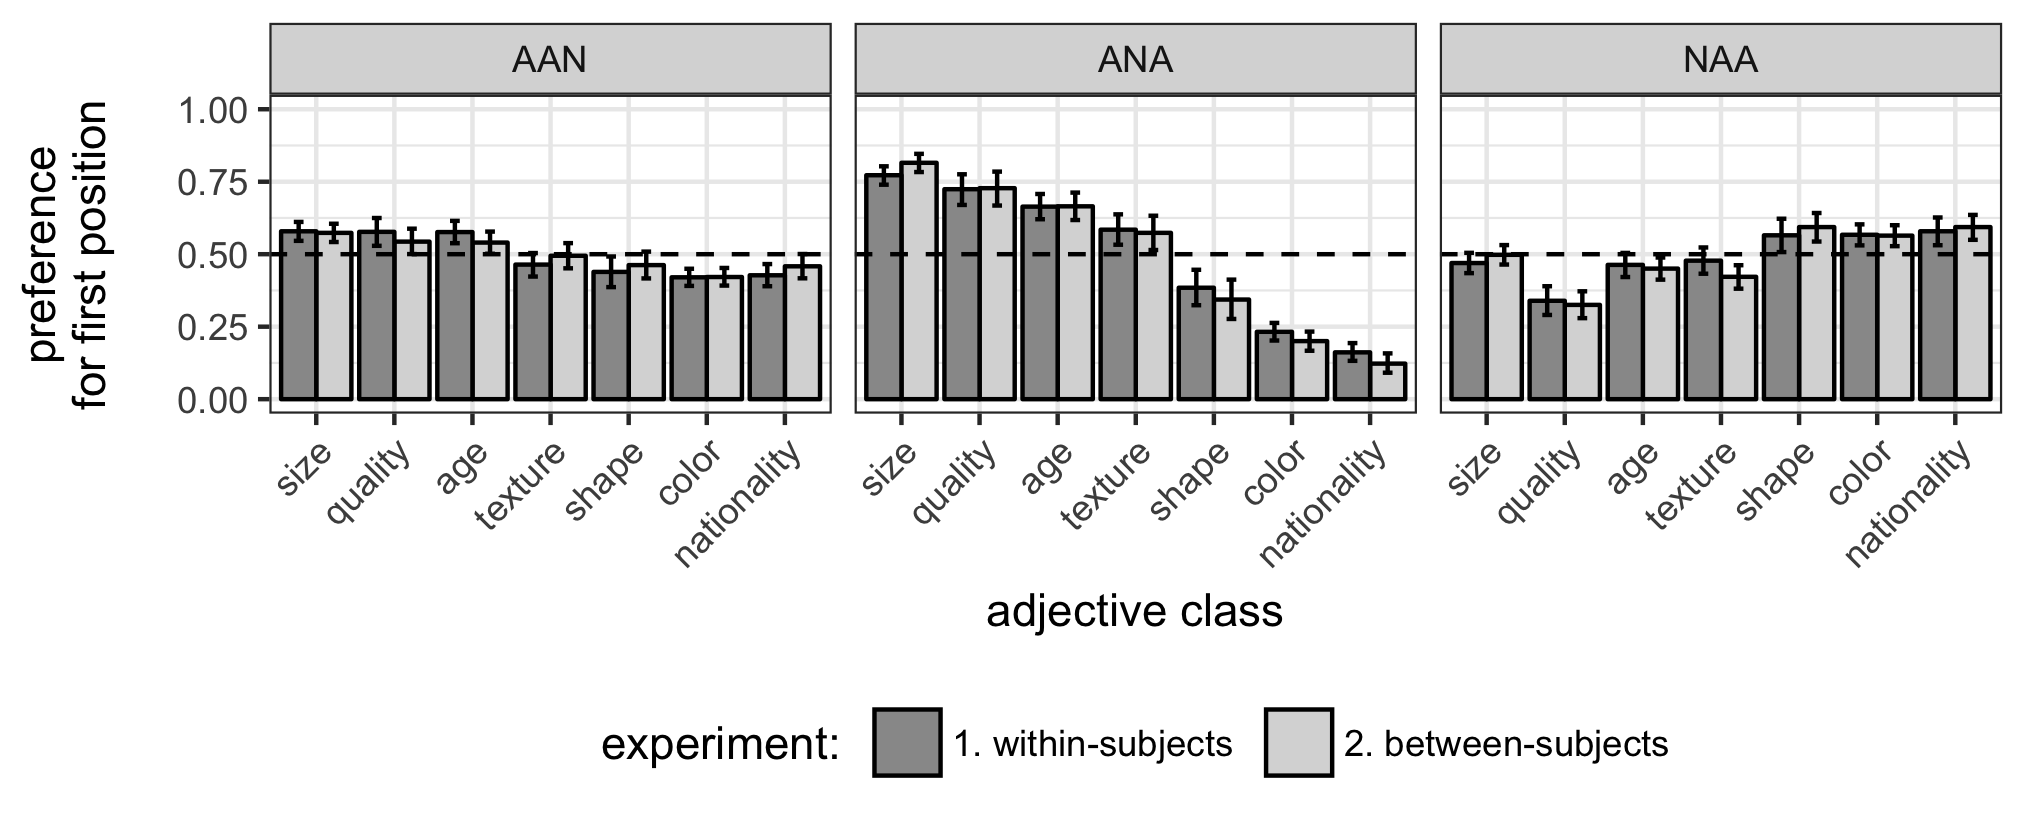 AAN
ANA
NAA
preference
for first position
1.00
0.75
0.50
0.25
0.00
size
quality
age
texture
shape
color
nationality
size
quality
age
texture
shape
color
nationality
size
quality
age
texture
shape
color
nationality
adjective class
experiment: 1. within-subjects 2. between-subjects